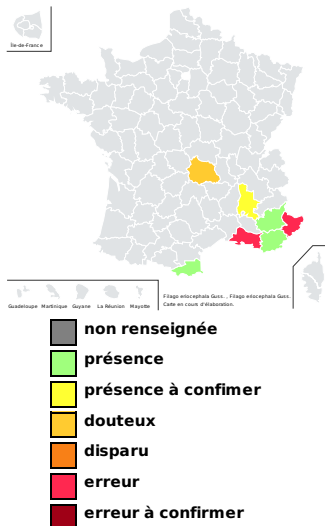 Île-de-France
Guadeloupe Martinique Guyane La Réunion Mayotte
Filago eriocephala Guss. , Filago eriocephala Guss.
Carte en cours d'élaboration.
non renseignée
présence
présence à confimer
douteux
disparu
erreur
erreur à confirmer